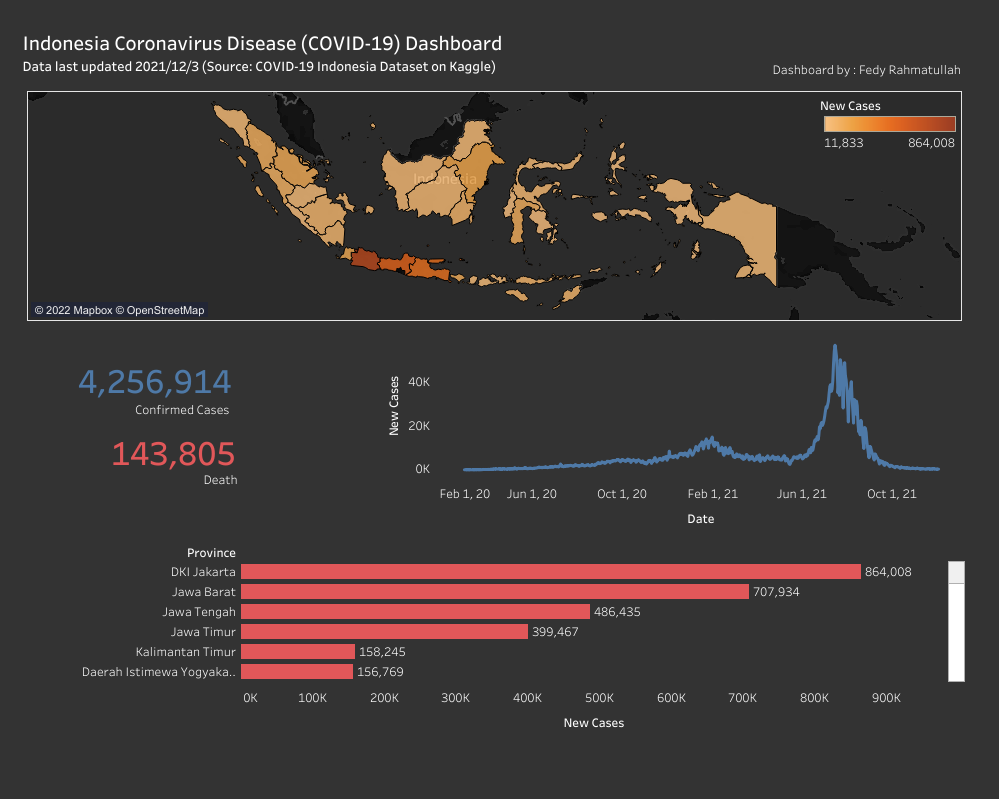 Indonesia Coronavirus Disease (COVID-19) Dashboard
Data last updated 2021/12/3 (Source: COVID-19 Indonesia Dataset on Kaggle)
Dashboard by : Fedy Rahmatullah
New Cases
11,833 864,008
Indonesia
© 2022 Mapbox © OpenStreetMap
4,256,914
Confirmed Cases
143,805
Death
New Cases
40K
20K
0K
Feb 1, 20 Jun 1, 20 Oct 1, 20 Feb 1, 21 Jun 1, 21 Oct 1, 21
Date
Province
DKI Jakarta 864,008
Jawa Barat 707,934
Jawa Tengah 486,435
Jawa Timur 399,467
Kalimantan Timur 158,245
Daerah Istimewa Yogyaka.. 156,769
0K 100K 200K 300K 400K 500K 600K 700K 800K 900K
New Cases